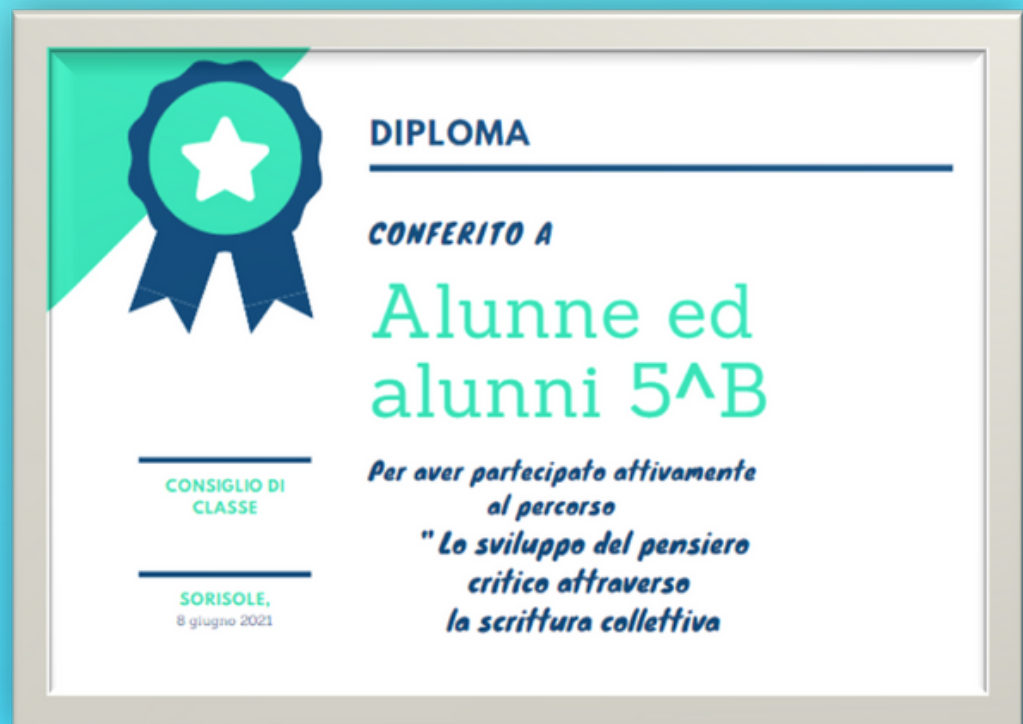 DIPLOMA
CONFERITO A
Alunne ed
alunni 5^B
Per aver partecipato attivamente
al percorso
" Lo sviluppo del pensiero
critico attraverso
la scrittura collettiva
CONSIGLIO DI
CLASSE
SORISOLE,
8 giugno 2021